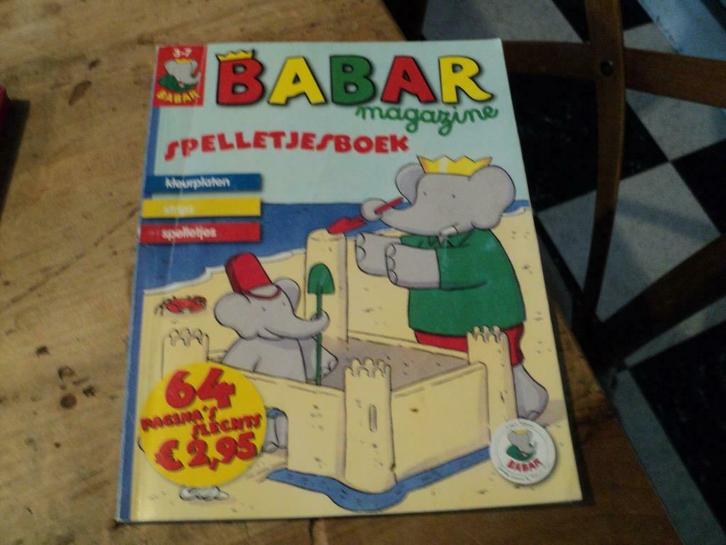 3-7
BABAR
BABAR
magazine
SPELLETJESBOEK
kleurplaten
strips
spelletjes
64
PAGINA'S
SLECHTS
€ 2,95
BABAR